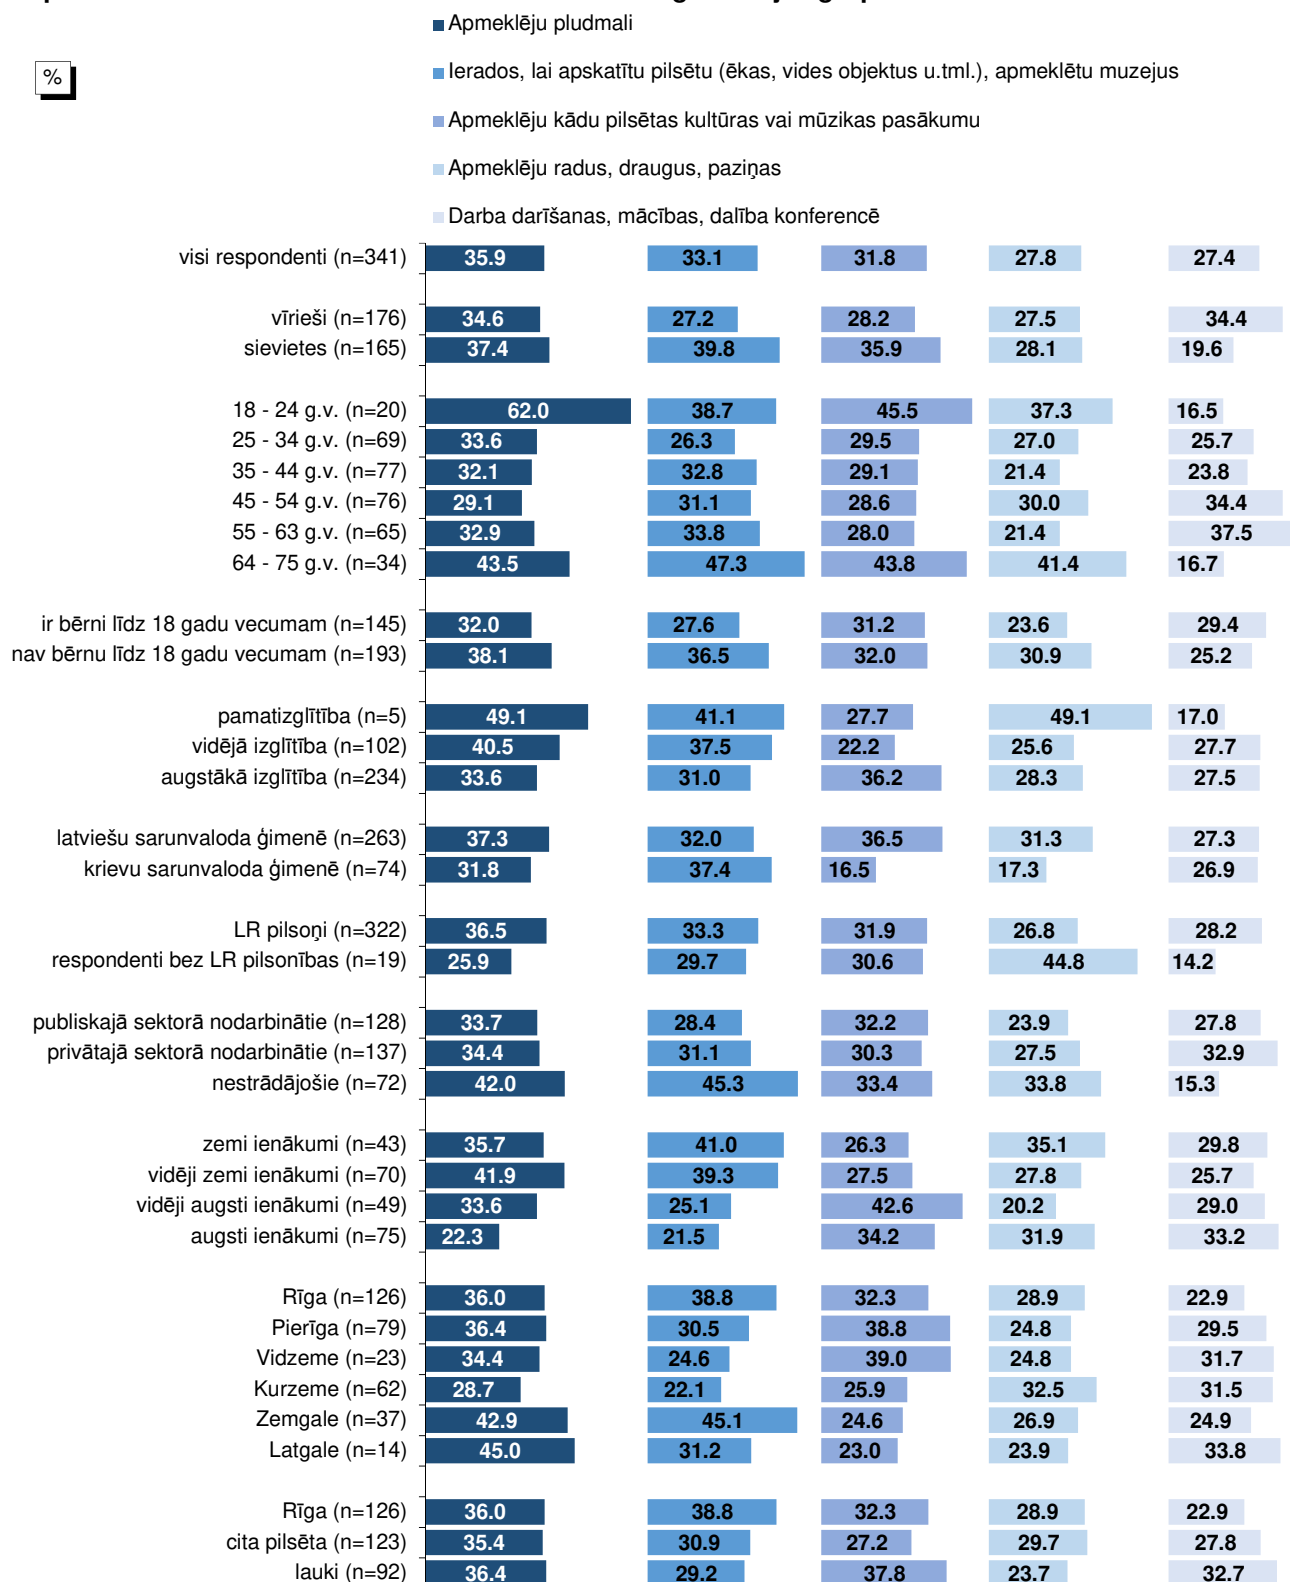 Apmeklēju pludmali
%
Ierados, lai apskatītu pilsētu (ēkas, vides objektus u.tml.), apmeklētu muzejus
Apmeklēju kādu pilsētas kultūras vai mūzikas pasākumu
Apmeklēju radus, draugus, paziņas
Darba darīšanas, mācības, dalība konferencē
visi respondenti (n=341) 35.9 33.1 31.8 27.8 27.4
vīrieši (n=176) 34.6 27.2 28.2 27.5 34.4
sievietes (n=165) 37.4 39.8 35.9 28.1 19.6
18 - 24 g.v. (n=20) 62.0 38.7 45.5 37.3 16.5
25 - 34 g.v. (n=69) 33.6 26.3 29.5 27.0 25.7
35 - 44 g.v. (n=77) 32.1 32.8 29.1 21.4 23.8
45 - 54 g.v. (n=76) 29.1 31.1 28.6 30.0 34.4
55 - 63 g.v. (n=65) 32.9 33.8 28.0 21.4 37.5
64 - 75 g.v. (n=34) 43.5 47.3 43.8 41.4 16.7
ir bērni līdz 18 gadu vecumam (n=145) 32.0 27.6 31.2 23.6 29.4
nav bērnu līdz 18 gadu vecumam (n=193) 38.1 36.5 32.0 30.9 25.2
pamatizglītība (n=5) 49.1 41.1 27.7 49.1 17.0
vidējā izglītība (n=102) 40.5 37.5 22.2 25.6 27.7
augstākā izglītība (n=234) 33.6 31.0 36.2 28.3 27.5
latviešu sarunvaloda ģimenē (n=263) 37.3 32.0 36.5 31.3 27.3
krievu sarunvaloda ģimenē (n=74) 31.8 37.4 16.5 17.3 26.9
LR pilsoņi (n=322) 36.5 33.3 31.9 26.8 28.2
respondenti bez LR pilsonības (n=19) 25.9 29.7 30.6 44.8 14.2
publiskajā sektorā nodarbinātie (n=128) 33.7 28.4 32.2 23.9 27.8
privātajā sektorā nodarbinātie (n=137) 34.4 31.1 30.3 27.5 32.9
nestrādājošie (n=72) 42.0 45.3 33.4 33.8 15.3
zemi ienākumi (n=43) 35.7 41.0 26.3 35.1 29.8
vidēji zemi ienākumi (n=70) 41.9 39.3 27.5 27.8 25.7
vidēji augsti ienākumi (n=49) 33.6 25.1 42.6 20.2 29.0
augsti ienākumi (n=75) 22.3 21.5 34.2 31.9 33.2
Rīga (n=126) 36.0 38.8 32.3 28.9 22.9
Pierīga (n=79) 36.4 30.5 38.8 24.8 29.5
Vidzeme (n=23) 34.4 24.6 39.0 24.8 31.7
Kurzeme (n=62) 28.7 22.1 25.9 32.5 31.5
Zemgale (n=37) 42.9 45.1 24.6 26.9 24.9
Latgale (n=14) 45.0 31.2 23.0 23.9 33.8
Rīga (n=126) 36.0 38.8 32.3 28.9 22.9
cita pilsēta (n=123) 35.4 30.9 27.2 29.7 27.8
lauki (n=92) 36.4 29.2 37.8 23.7 32.7